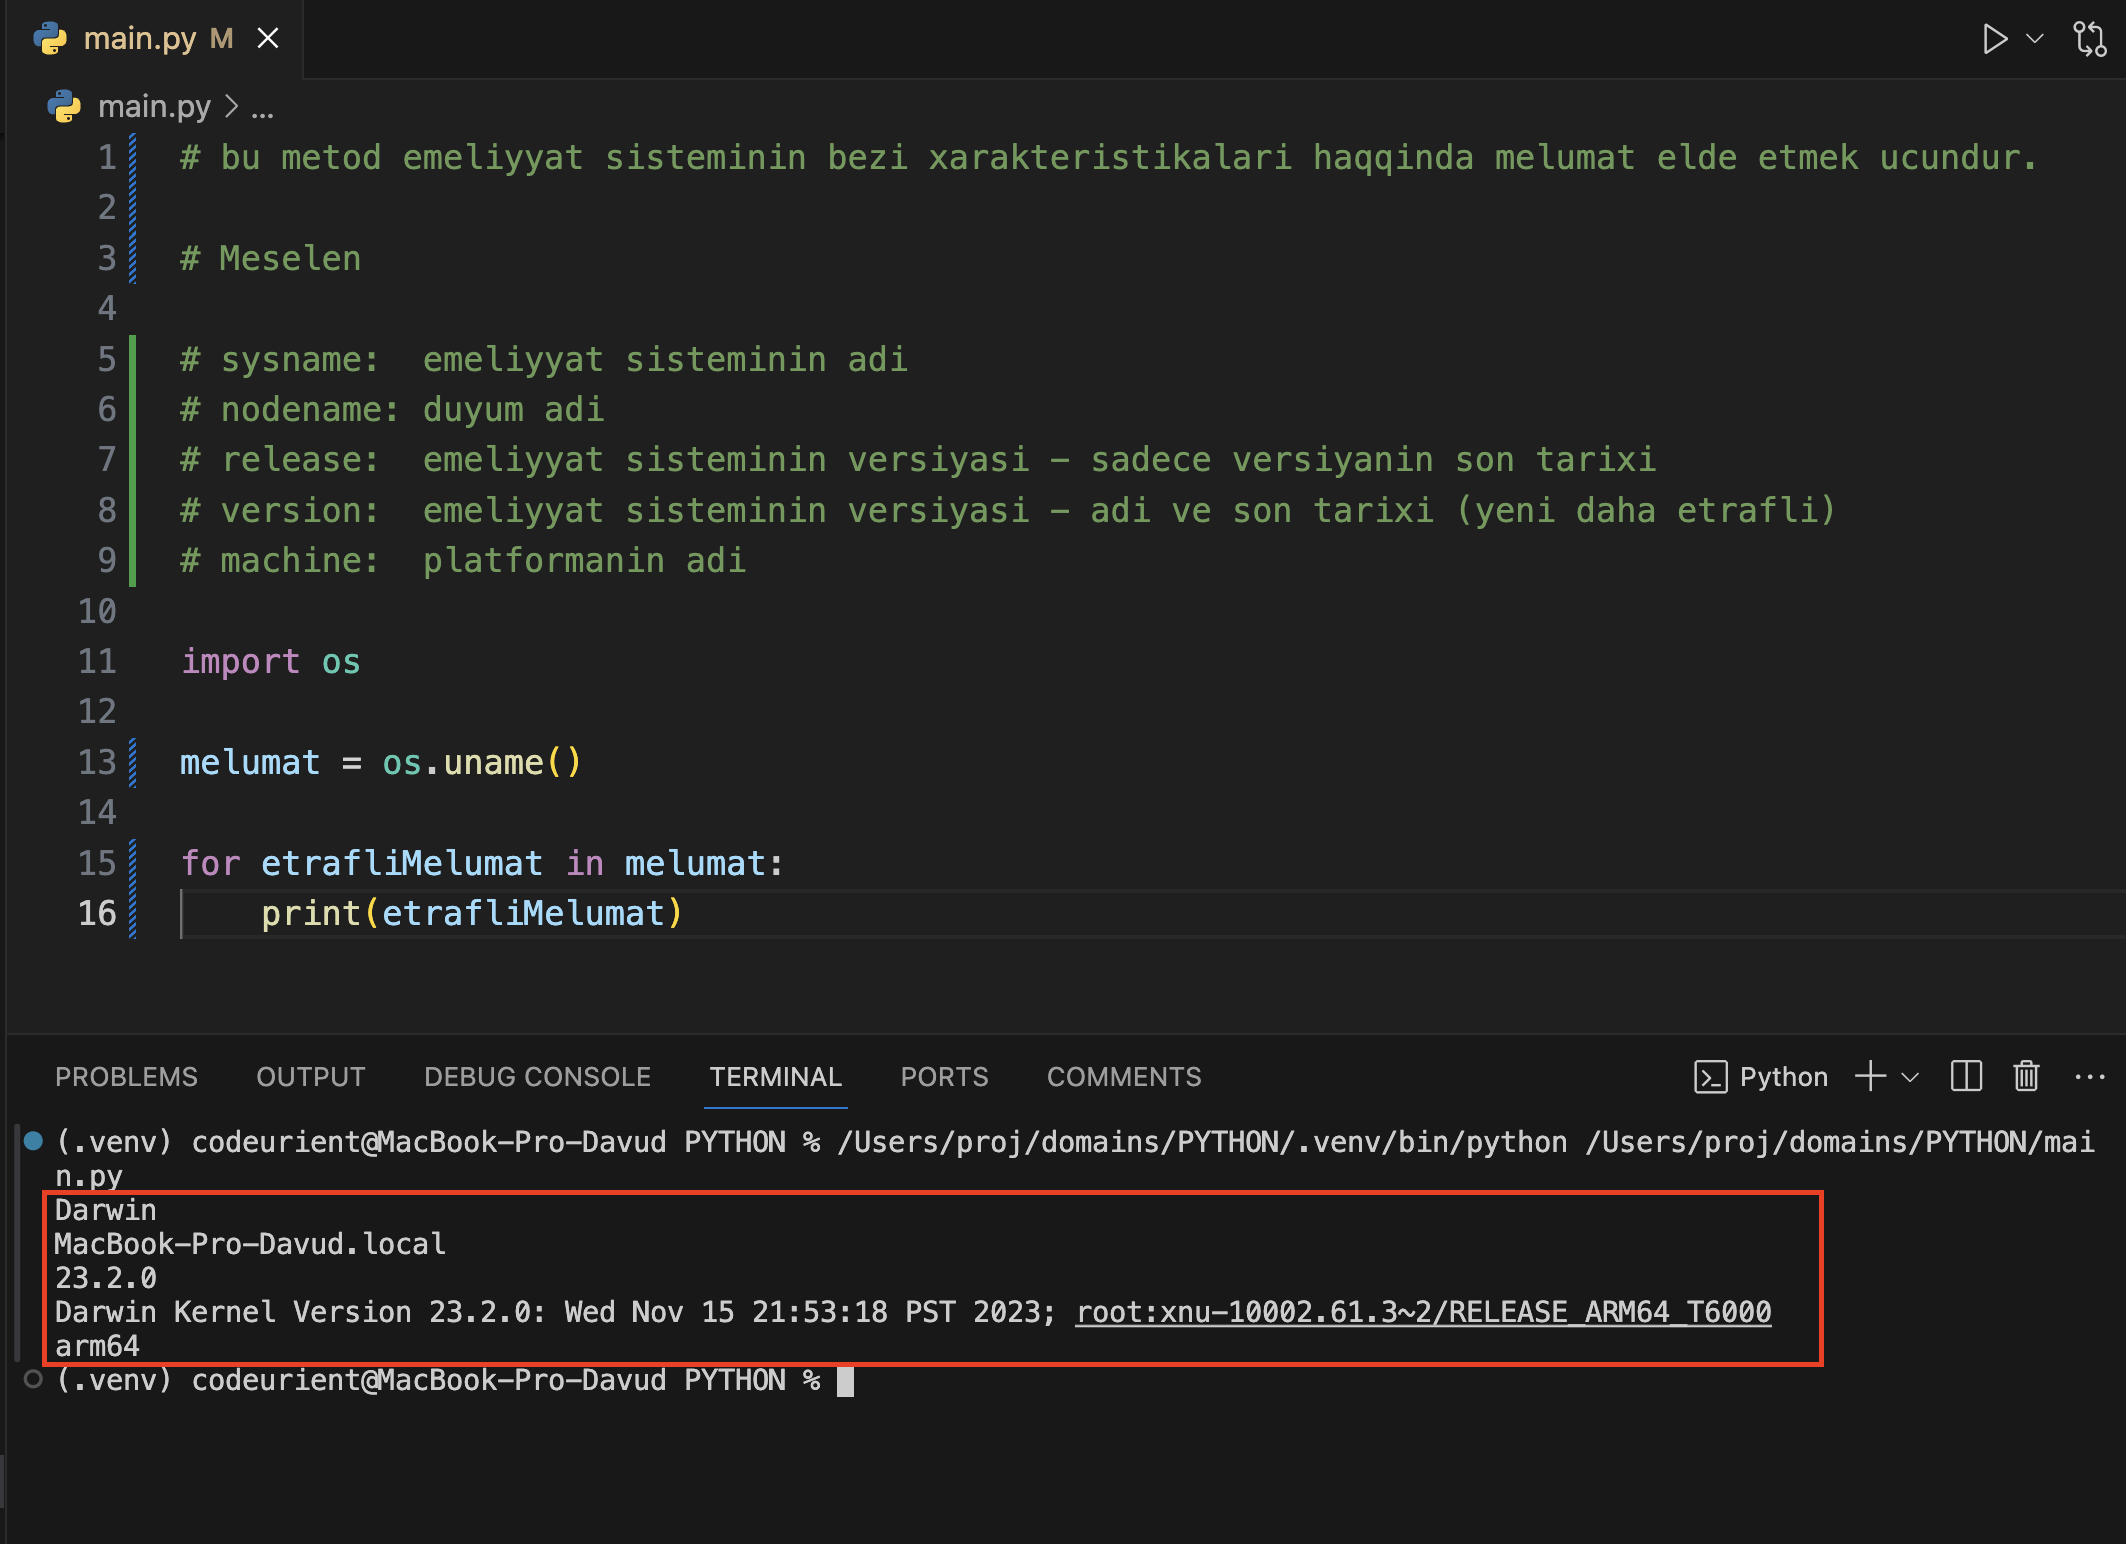 main.py M
main.py > ...
1 # bu metod emeliyyat sisteminin bezi xarakteristikalari haqqinda melumat elde etmek ucundur.
2
3 # Meselen
4
5 # sysname:  emeliyyat sisteminin adi
6 # nodename: duyum adi
7 # release:  emeliyyat sisteminin versiyasi - sadece versiyanin son tarixi
8 # version:  emeliyyat sisteminin versiyasi - adi ve son tarixi (yeni daha etrafli)
9 # machine:  platformanin adi
10
11 import os
12
13 melumat = os.uname()
14
15 for etrafliMelumat in melumat:
16     print(etrafliMelumat)
PROBLEMS OUTPUT DEBUG CONSOLE TERMINAL PORTS COMMENTS Python
(.venv) codeurient@MacBook-Pro-Davud PYTHON % /Users/proj/domains/PYTHON/.venv/bin/python /Users/proj/domains/PYTHON/mai
n.py
Darwin
MacBook-Pro-Davud.local
23.2.0
Darwin Kernel Version 23.2.0: Wed Nov 15 21:53:18 PST 2023; root:xnu-10002.61.3~2/RELEASE_ARM64_T6000
arm64
(.venv) codeurient@MacBook-Pro-Davud PYTHON %